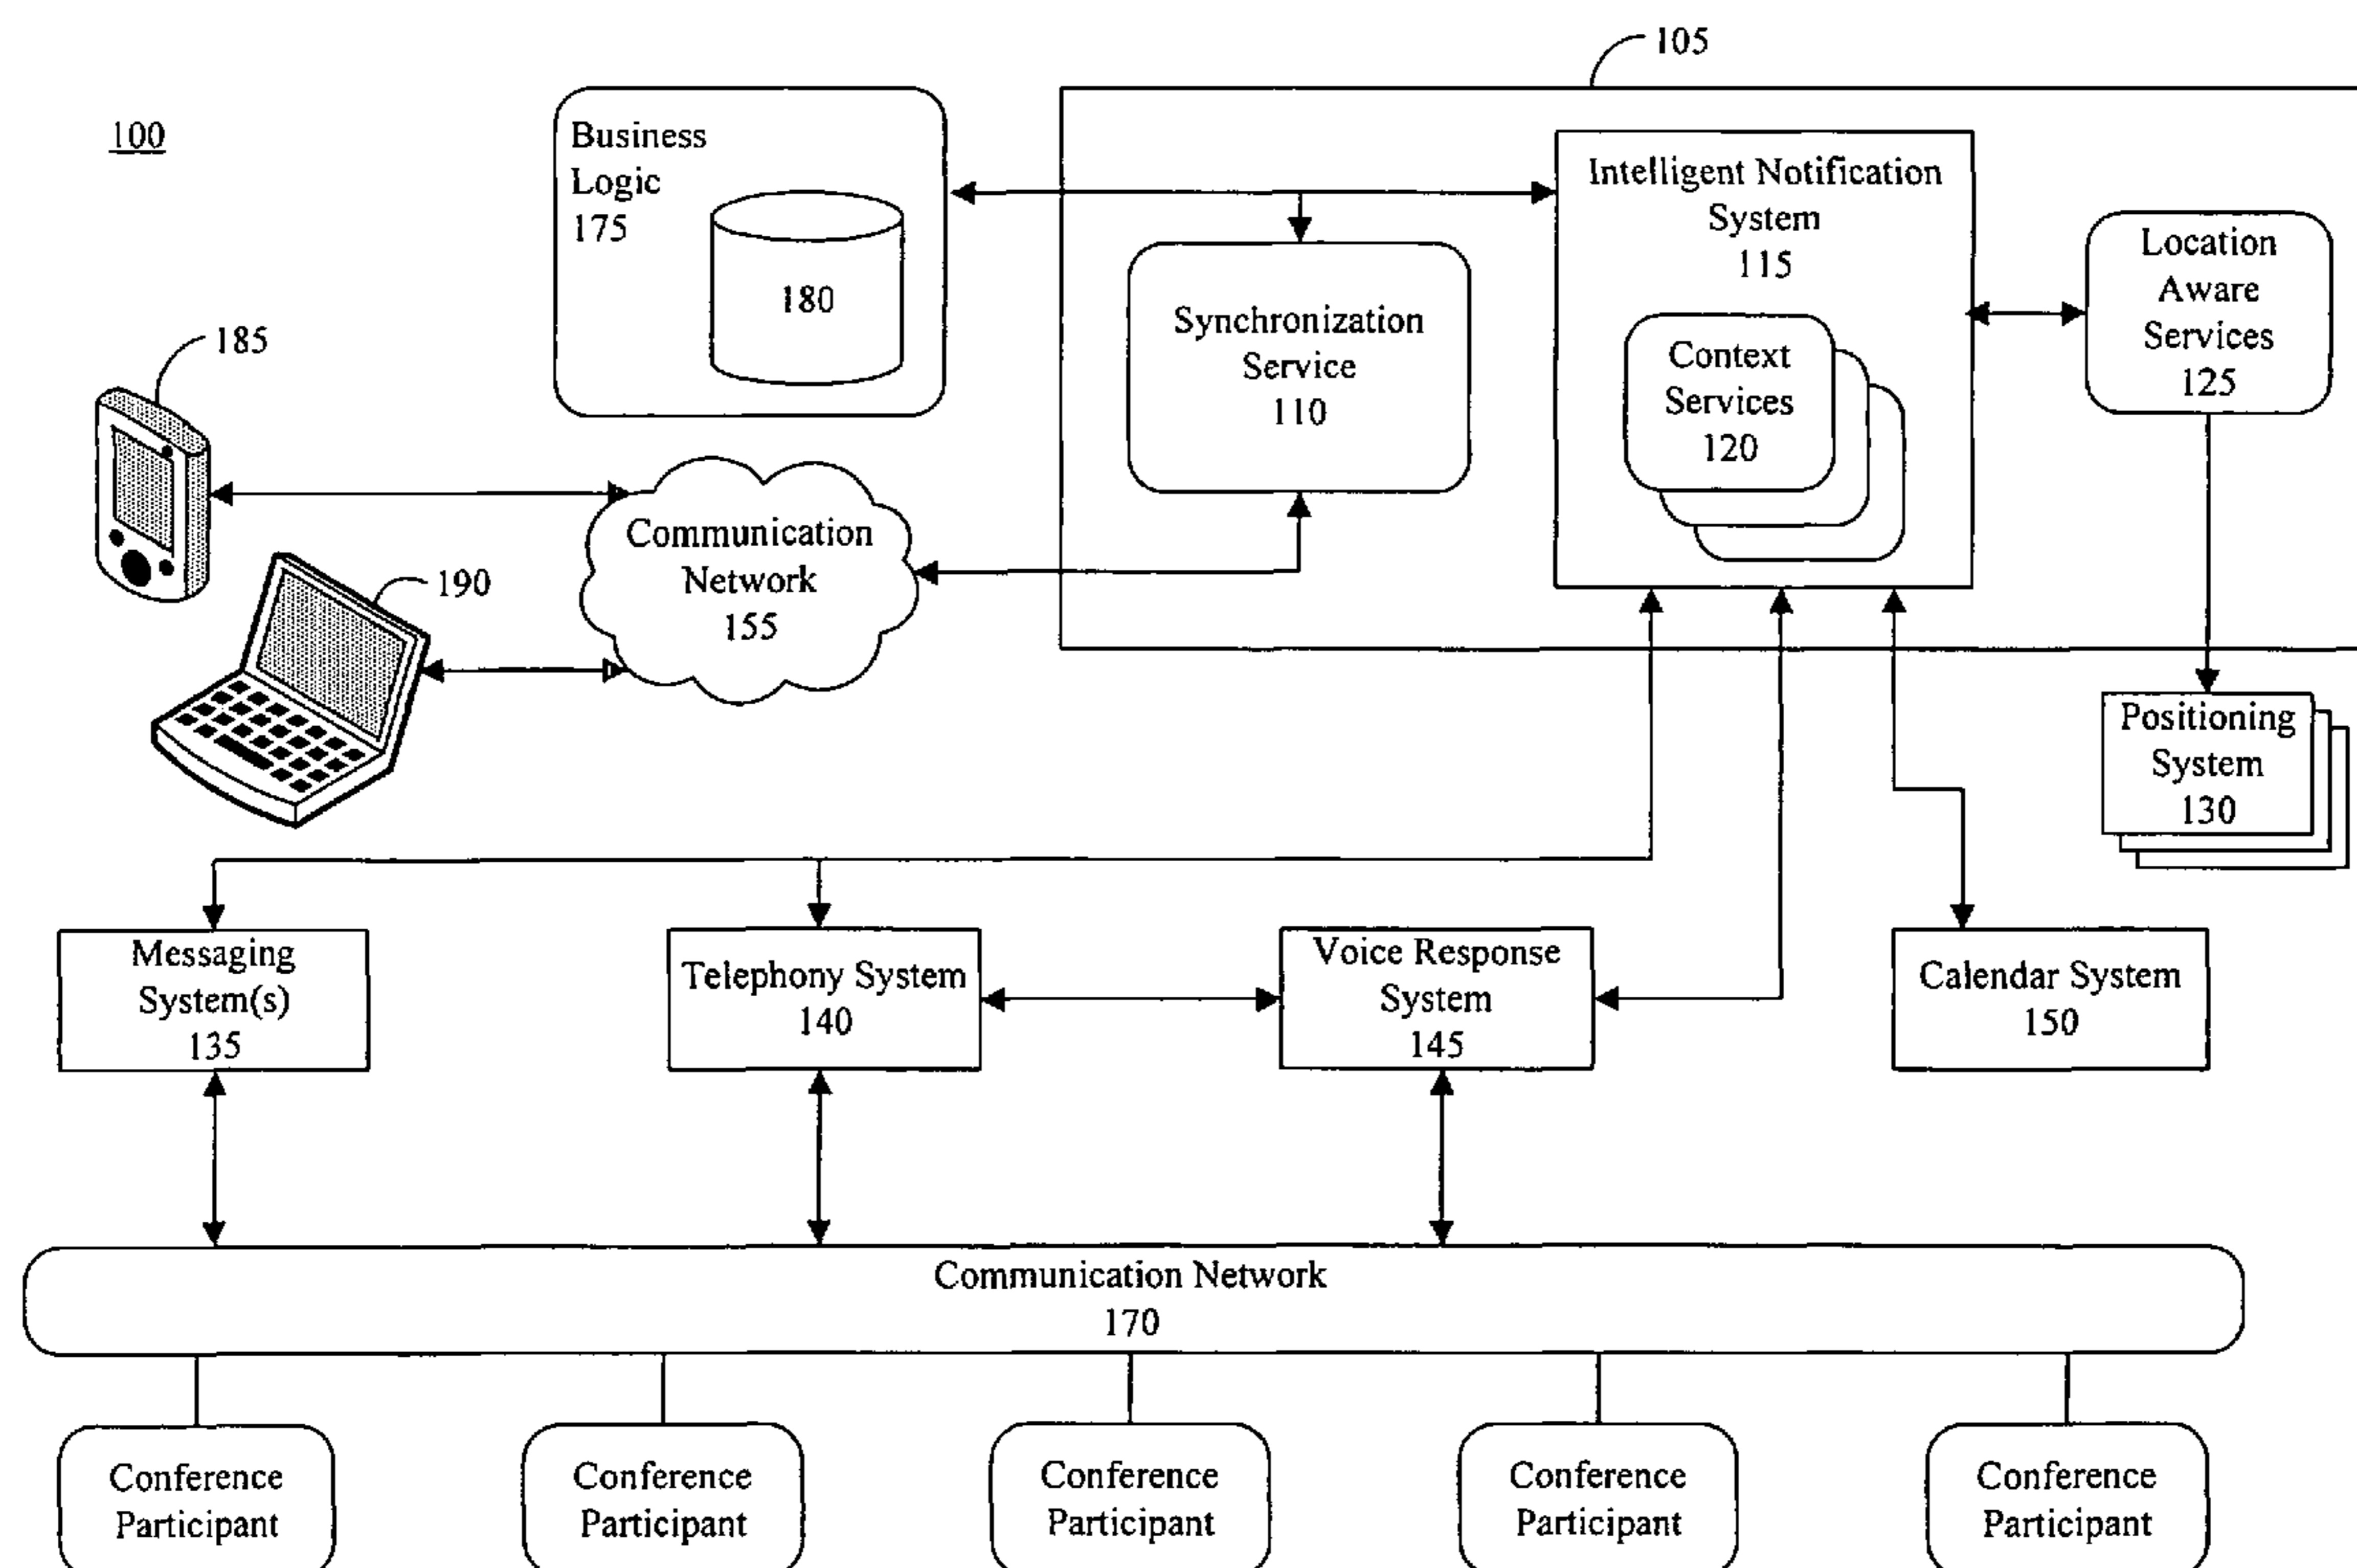 105
100
Business
Logic
175
180
Intelligent Notification
System
115
Location
Aware
Services
125
Synchronization
Service
110
Context
Services
120
185
Communication
Network
155
190
Positioning
System
130
Messaging
System(s)
135
Telephony System
140
Voice Response
System
145
Calendar System
150
Communication Network
170
Conference
Participant
Conference
Participant
Conference
Participant
Conference
Participant
Conference
Participant